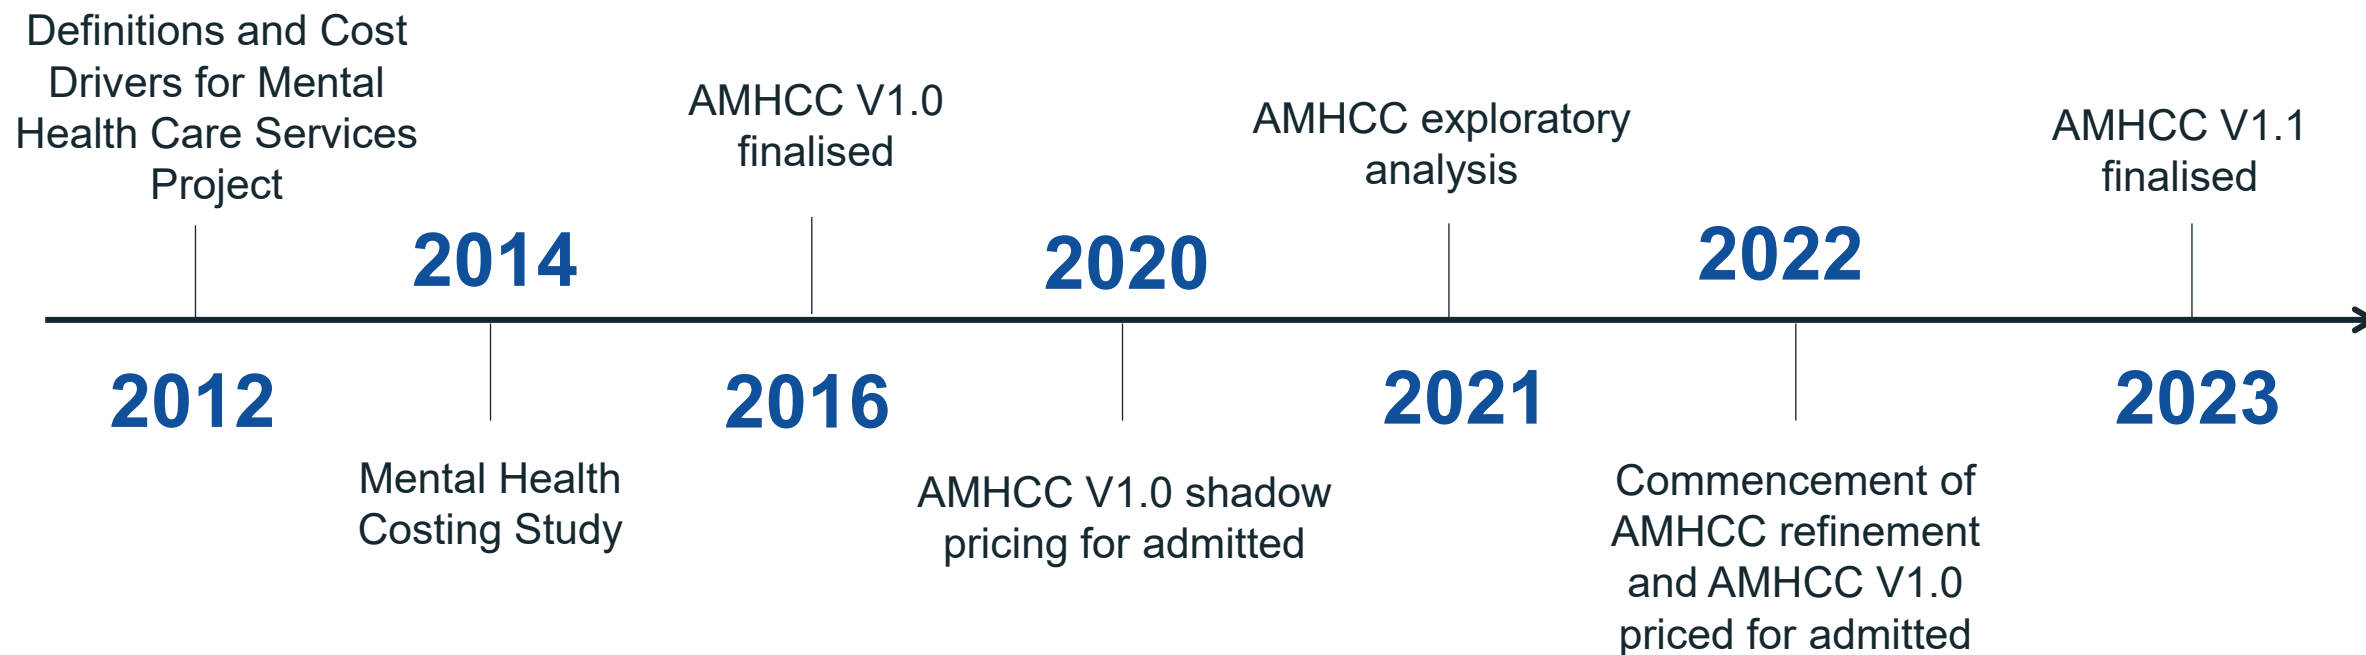 Definitions and Cost
Drivers for Mental
Health Care Services
Project
2012
2014
Mental Health
Costing Study
AMHCC V1.0
finalised
2016
2020
AMHCC V1.0 shadow
pricing for admitted
AMHCC exploratory
analysis
2021
2022
Commencement of
AMHCC refinement
and AMHCC V1.0
priced for admitted
AMHCC V1.1
finalised
2023